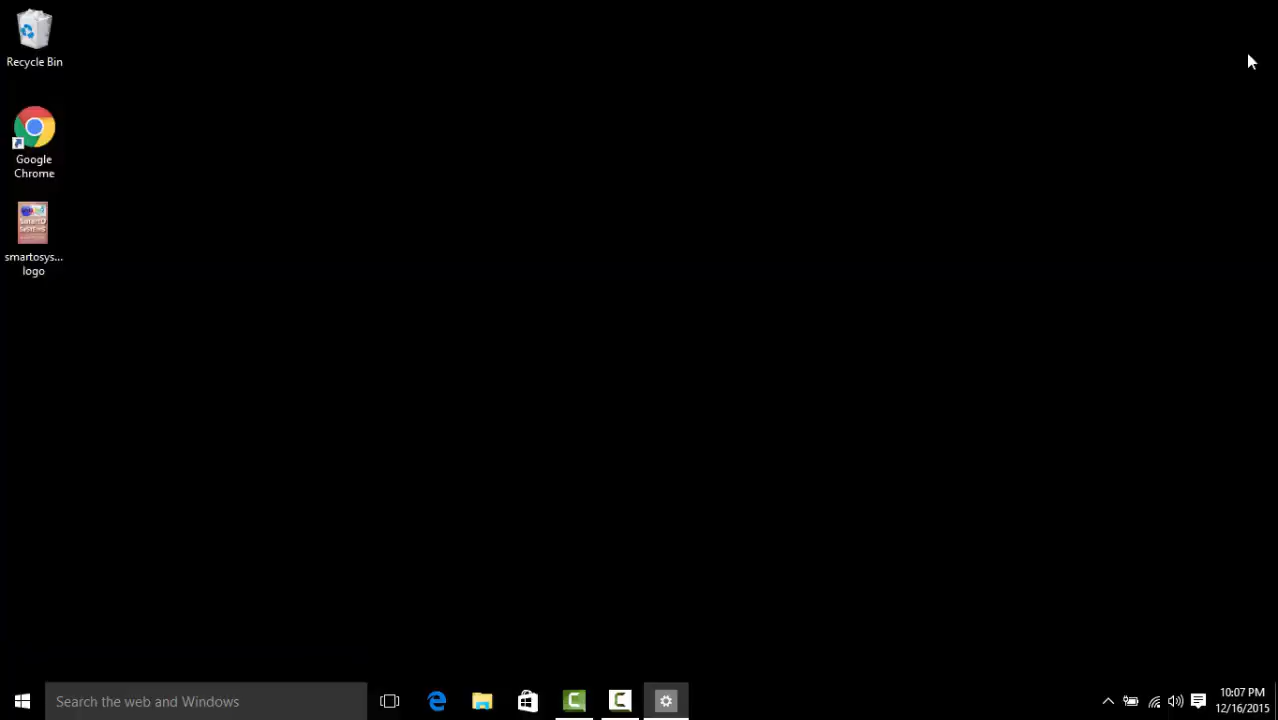 Recycle Bin
Google
Chrome
smartosys...
logo
Search the web and Windows
10:07 PM
12/16/2015